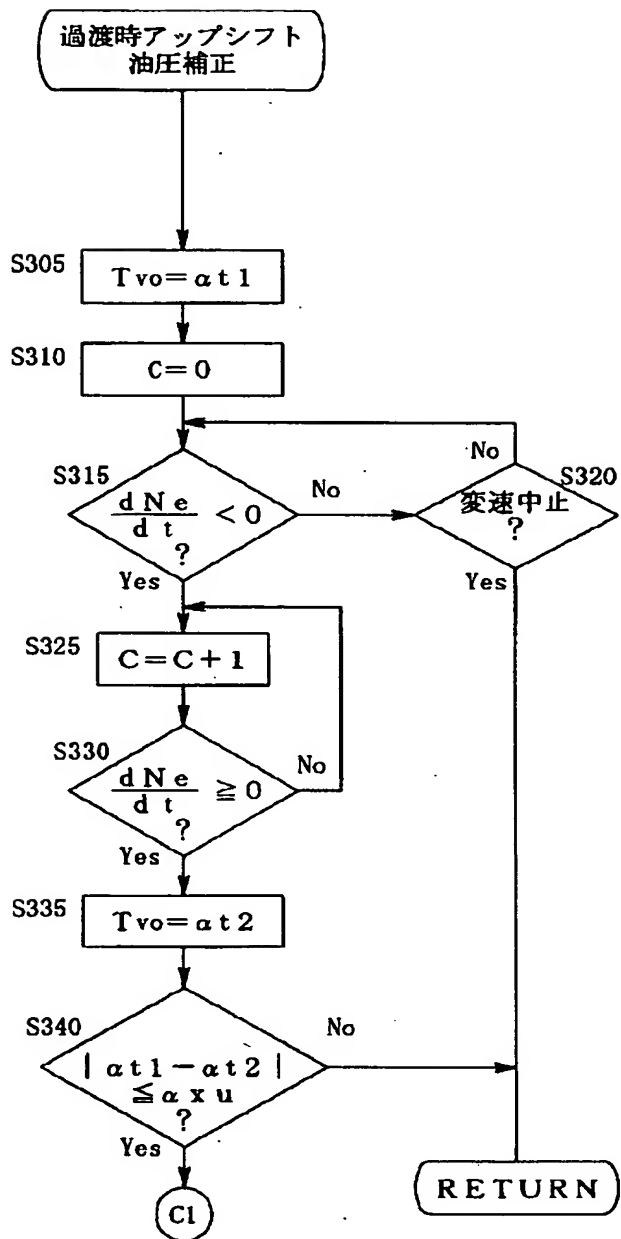 過渡時アップシフト
油圧補正
S305
Tvo=αt1
S310
C=0
No
S315
dNe
dt
<0
?
No
S320
変速中止
?
Yes
Yes
S325
C=C+1
S330
dNe
dt
≧0
?
No
Yes
S335
Tvo=αt2
S340
|αt1-αt2|
≦αxu
?
No
Yes
C1
RETURN